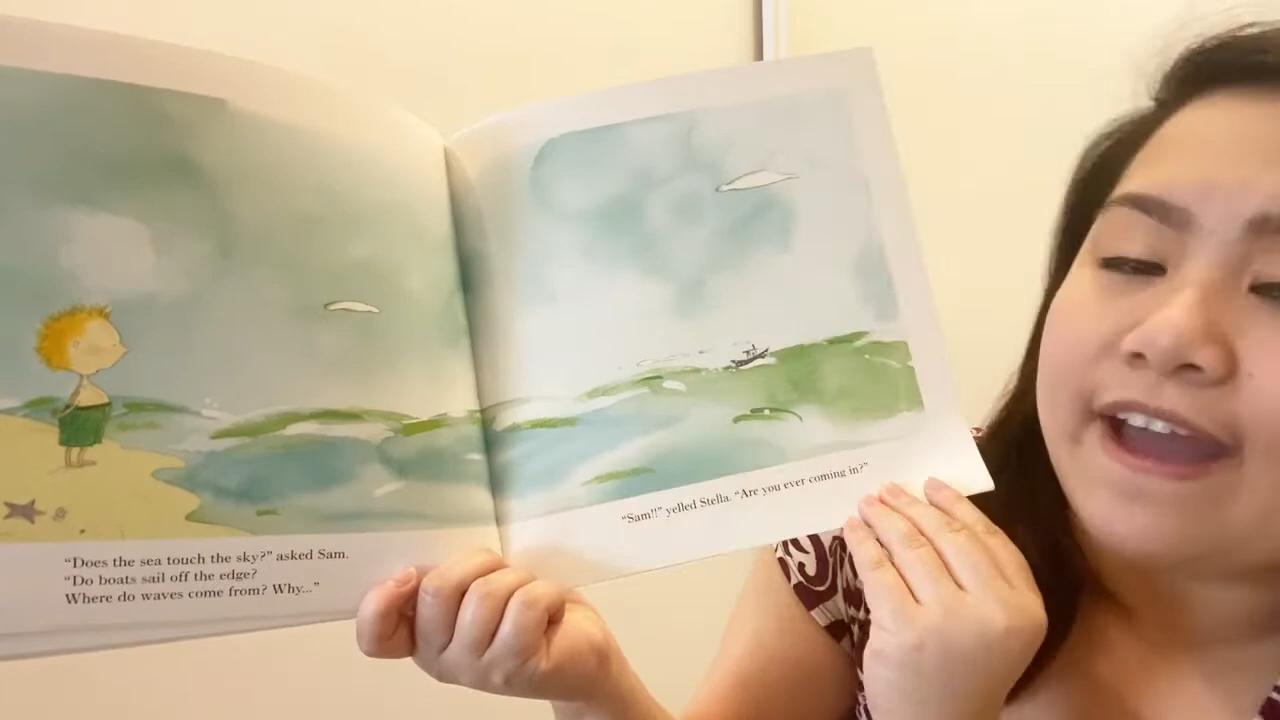 “Does the sea touch the sky?” asked Sam.
“Do boats sail off the edge?
Where do waves come from? Why...”
“Sam!!” yelled Stella. “Are you ever coming in?”